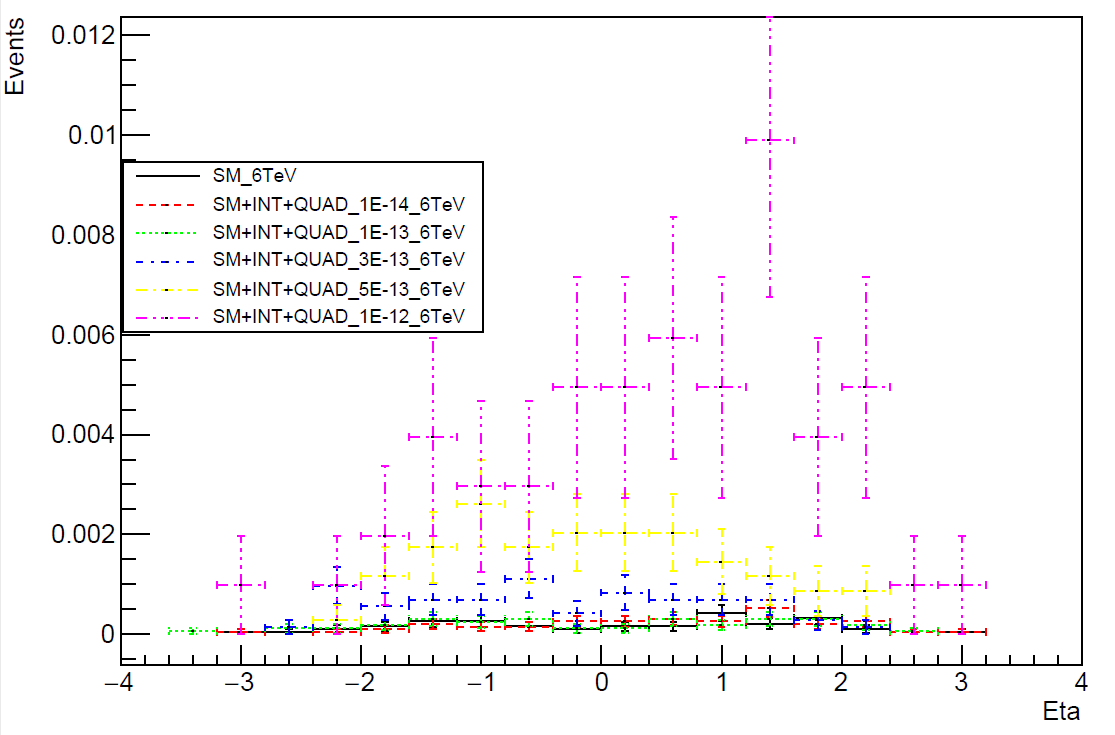 Events
0.012
0.01
0.008
0.006
0.004
0.002
0
SM_6TeV
SM+INT+QUAD_1E-14_6TeV
SM+INT+QUAD_1E-13_6TeV
SM+INT+QUAD_3E-13_6TeV
SM+INT+QUAD_5E-13_6TeV
SM+INT+QUAD_1E-12_6TeV
−4 −3 −2 −1 0 1 2 3 4
Eta